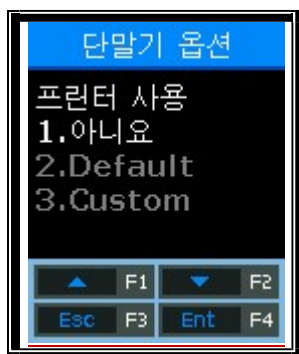 단말기 옵션
프린터 사용
1.아니요
2.Default
3.Custom
▲ F1 ▼ F2
Esc F3 Ent F4